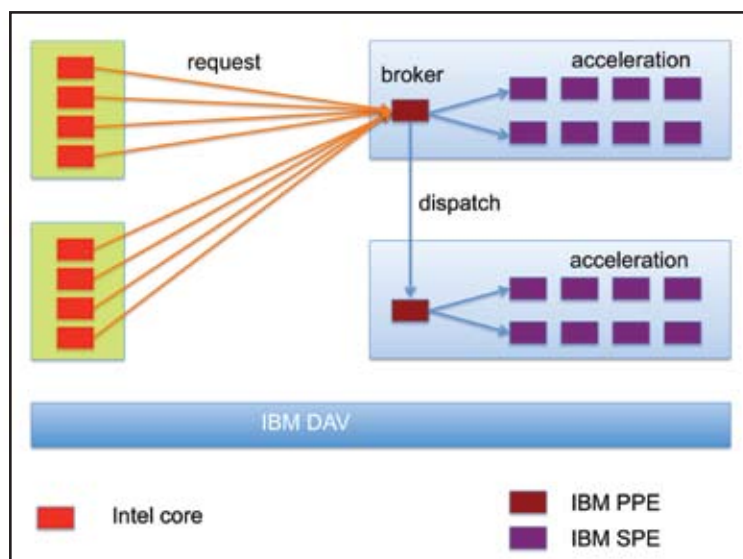 request
broker
acceleration
dispatch
acceleration
IBM DAV
Intel core
IBM PPE
IBM SPE